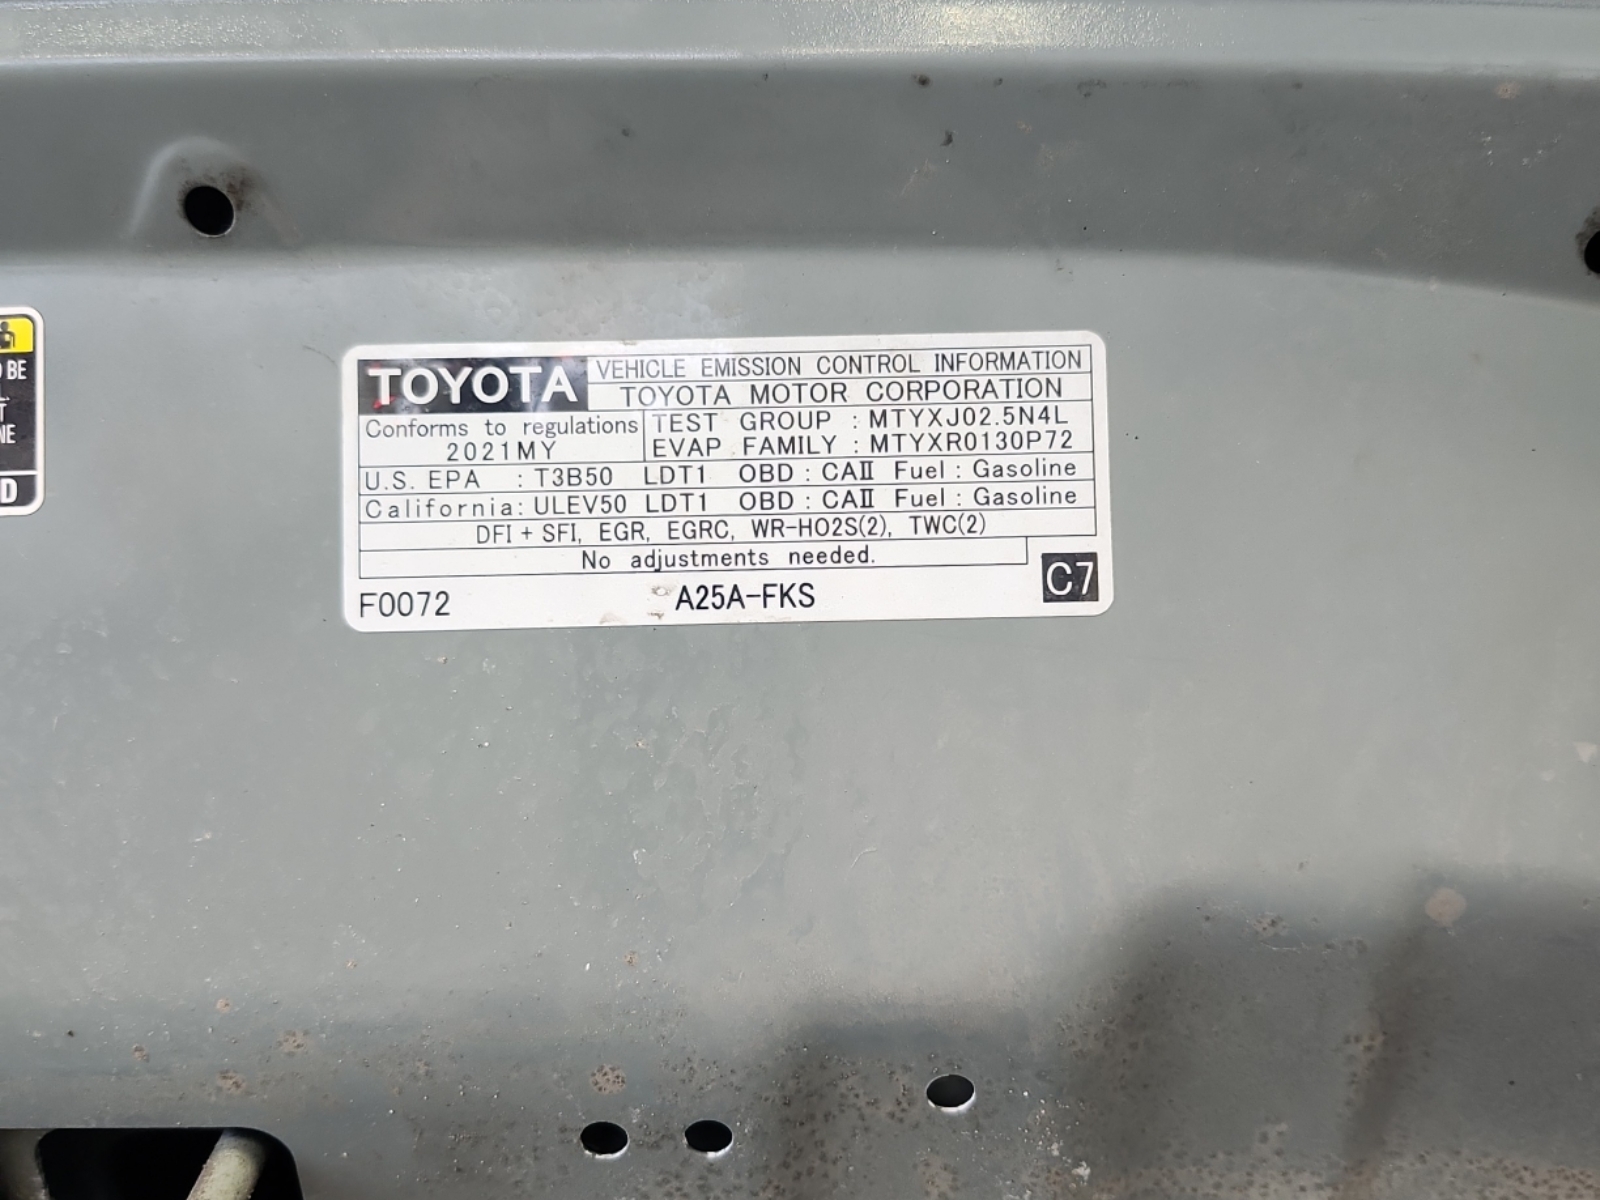 BE
T
NE
D
TOYOTA
VEHICLE EMISSION CONTROL INFORMATION
TOYOTA MOTOR CORPORATION
Conforms to regulations
2021MY
TEST GROUP : MTYXJ02.5N4L
EVAP FAMILY : MTYXR0130P72
U.S. EPA : T3B50 LDT1 OBD : CAⅡ Fuel : Gasoline
California: ULEV50 LDT1 OBD : CAⅡ Fuel : Gasoline
DFI + SFI, EGR, EGRC, WR-HO2S(2), TWC(2)
No adjustments needed.
F0072
A25A-FKS
C7